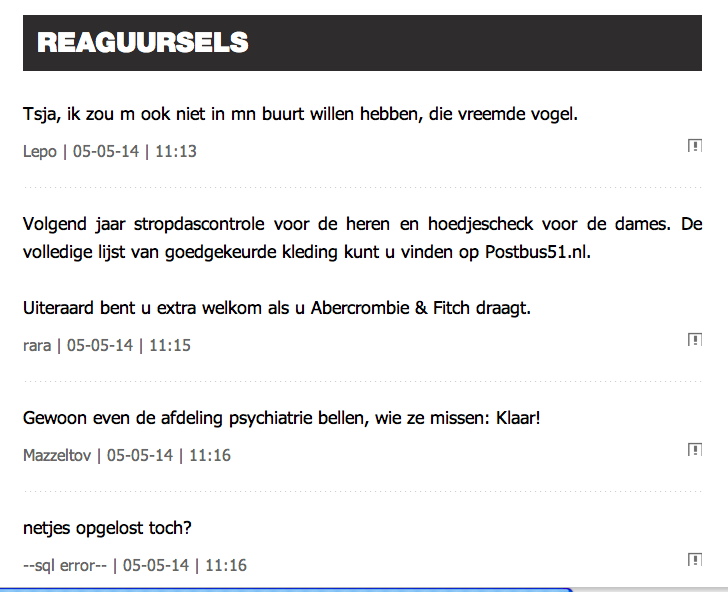 REAGUURSELS
Tsja, ik zou m ook niet in mn buurt willen hebben, die vreemde vogel.
Lepo | 05-05-14 | 11:13
Volgend jaar stropdascontrole voor de heren en hoedjescheck voor de dames. De
volledige lijst van goedgekeurde kleding kunt u vinden op Postbus51.nl.
Uiteraard bent u extra welkom als u Abercrombie & Fitch draagt.
rara | 05-05-14 | 11:15
Gewoon even de afdeling psychiatrie bellen, wie ze missen: Klaar!
Mazzeltov | 05-05-14 | 11:16
netjes opgelost toch?
--sql error-- | 05-05-14 | 11:16